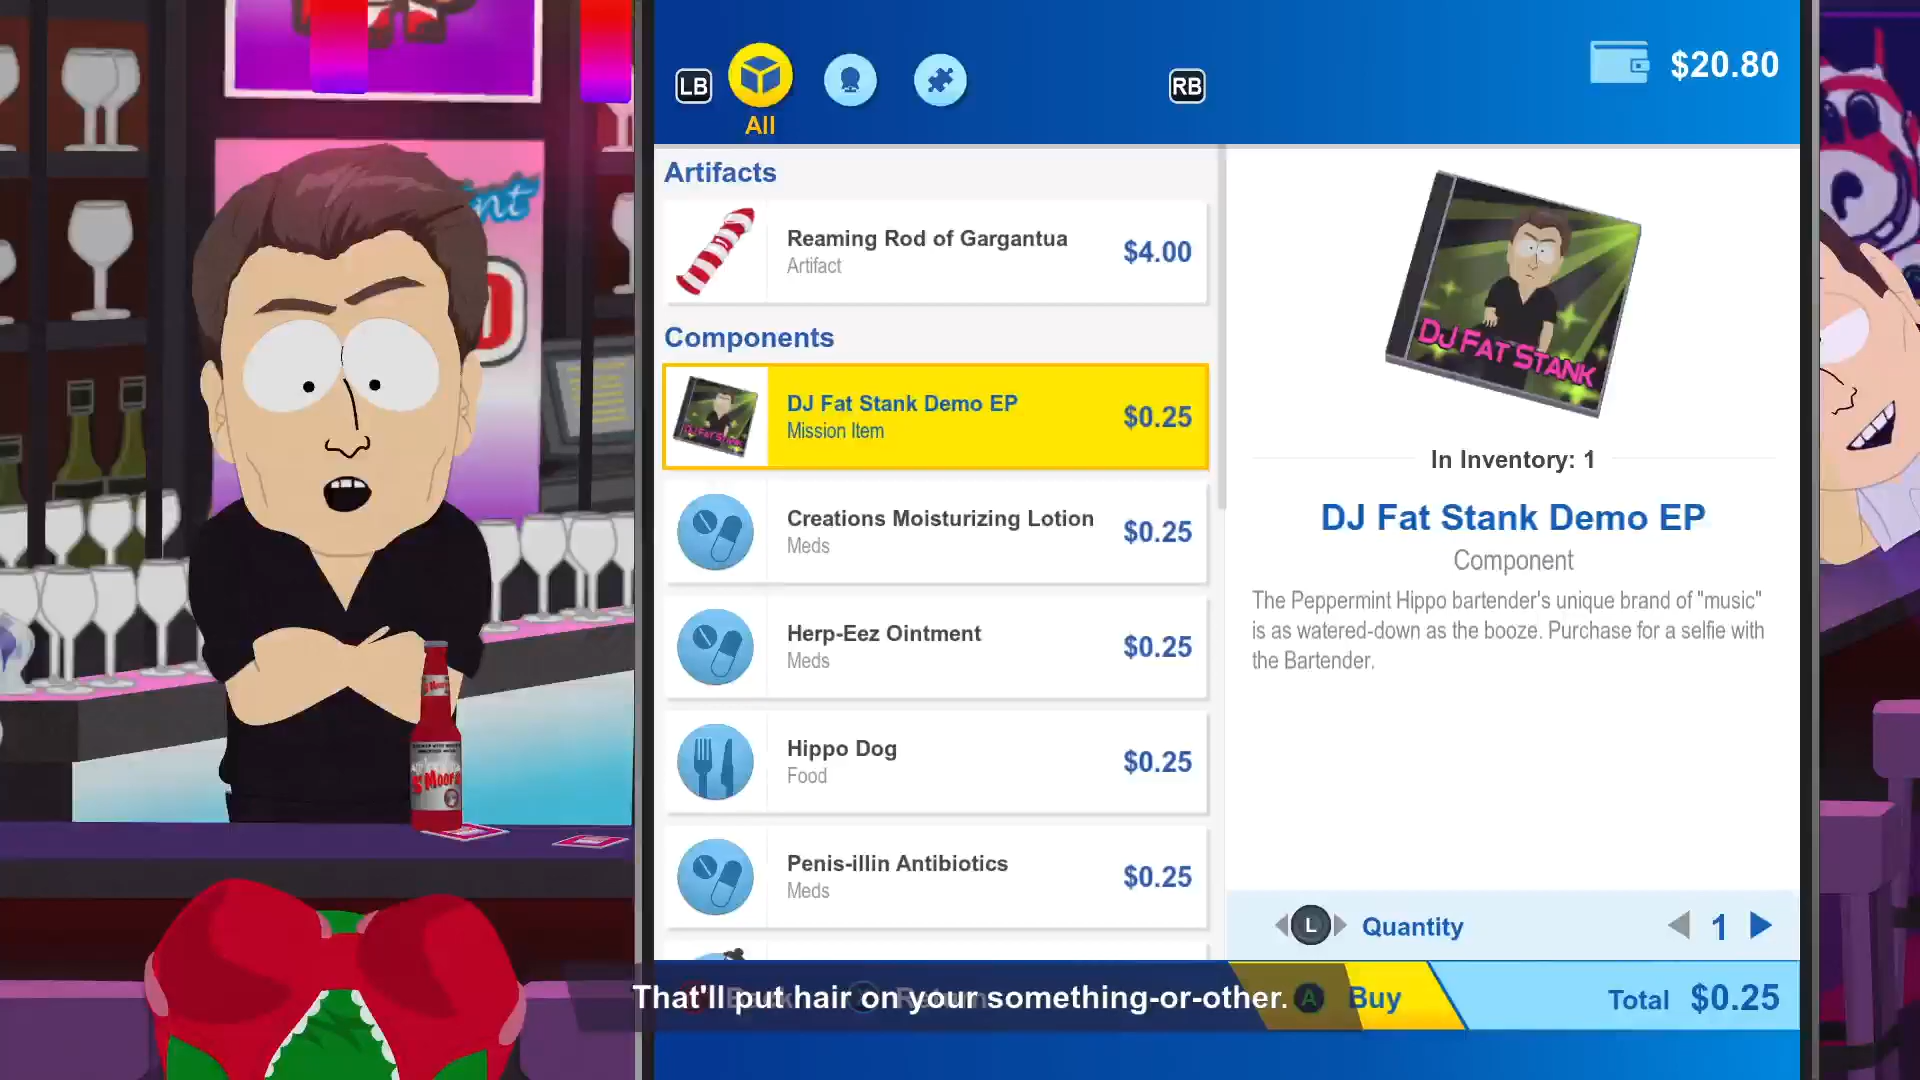 LB
All
RB
$20.80
Artifacts
Reaming Rod of Gargantua
Artifact
$4.00
Components
DJ Fat Stank Demo EP
Mission Item
$0.25
Creations Moisturizing Lotion
Meds
$0.25
Herp-Eez Ointment
Meds
$0.25
Hippo Dog
Food
$0.25
Penis-illin Antibiotics
Meds
$0.25
DJ FAT STANK
In Inventory: 1
DJ Fat Stank Demo EP
Component
The Peppermint Hippo bartender's unique brand of "music"
is as watered-down as the booze. Purchase for a selfie with
the Bartender.
L
Quantity
1
That'll put hair on your something-or-other.
A
Buy
Total
$0.25